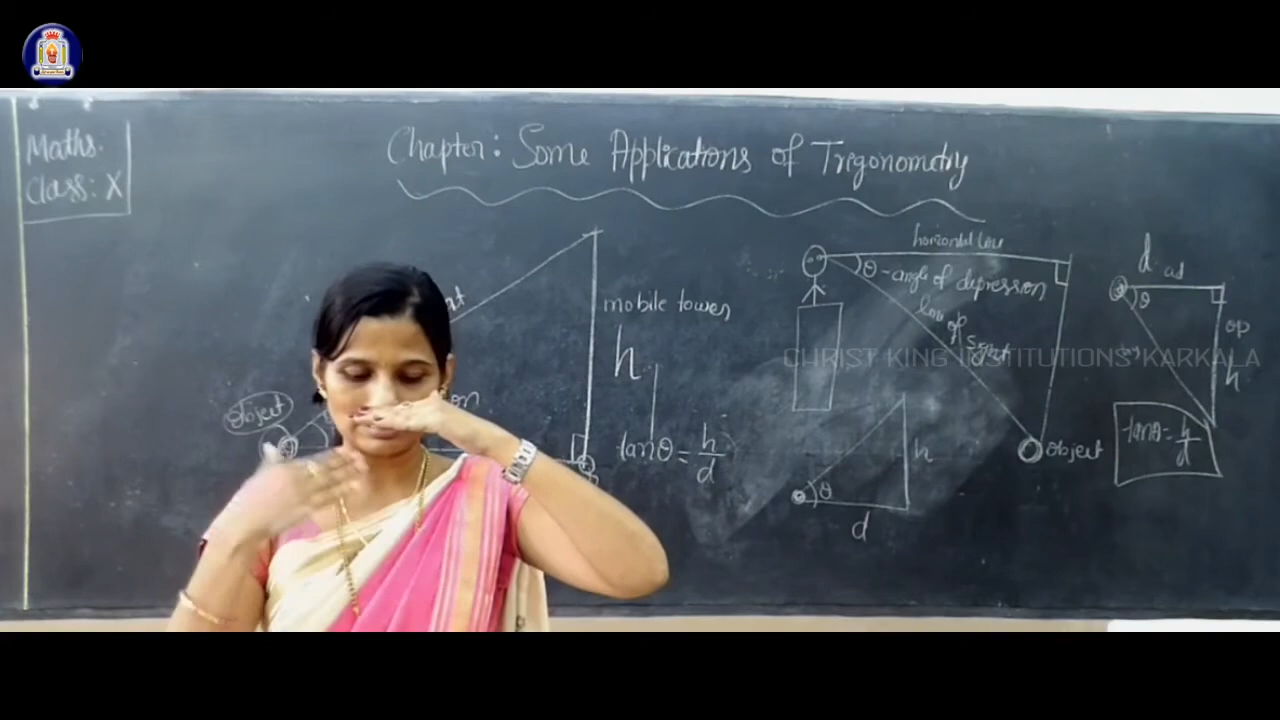 Maths.
Class: X
Chapter: Some Applications of Trigonometry
mobile tower
h
object
tanθ = h/d
horizontal line
θ - angle of depression
line of sight
object
h
θ
d
d
θ
op
h
tanθ = h/d
CHRIST KING INSTITUTIONS KARKALA